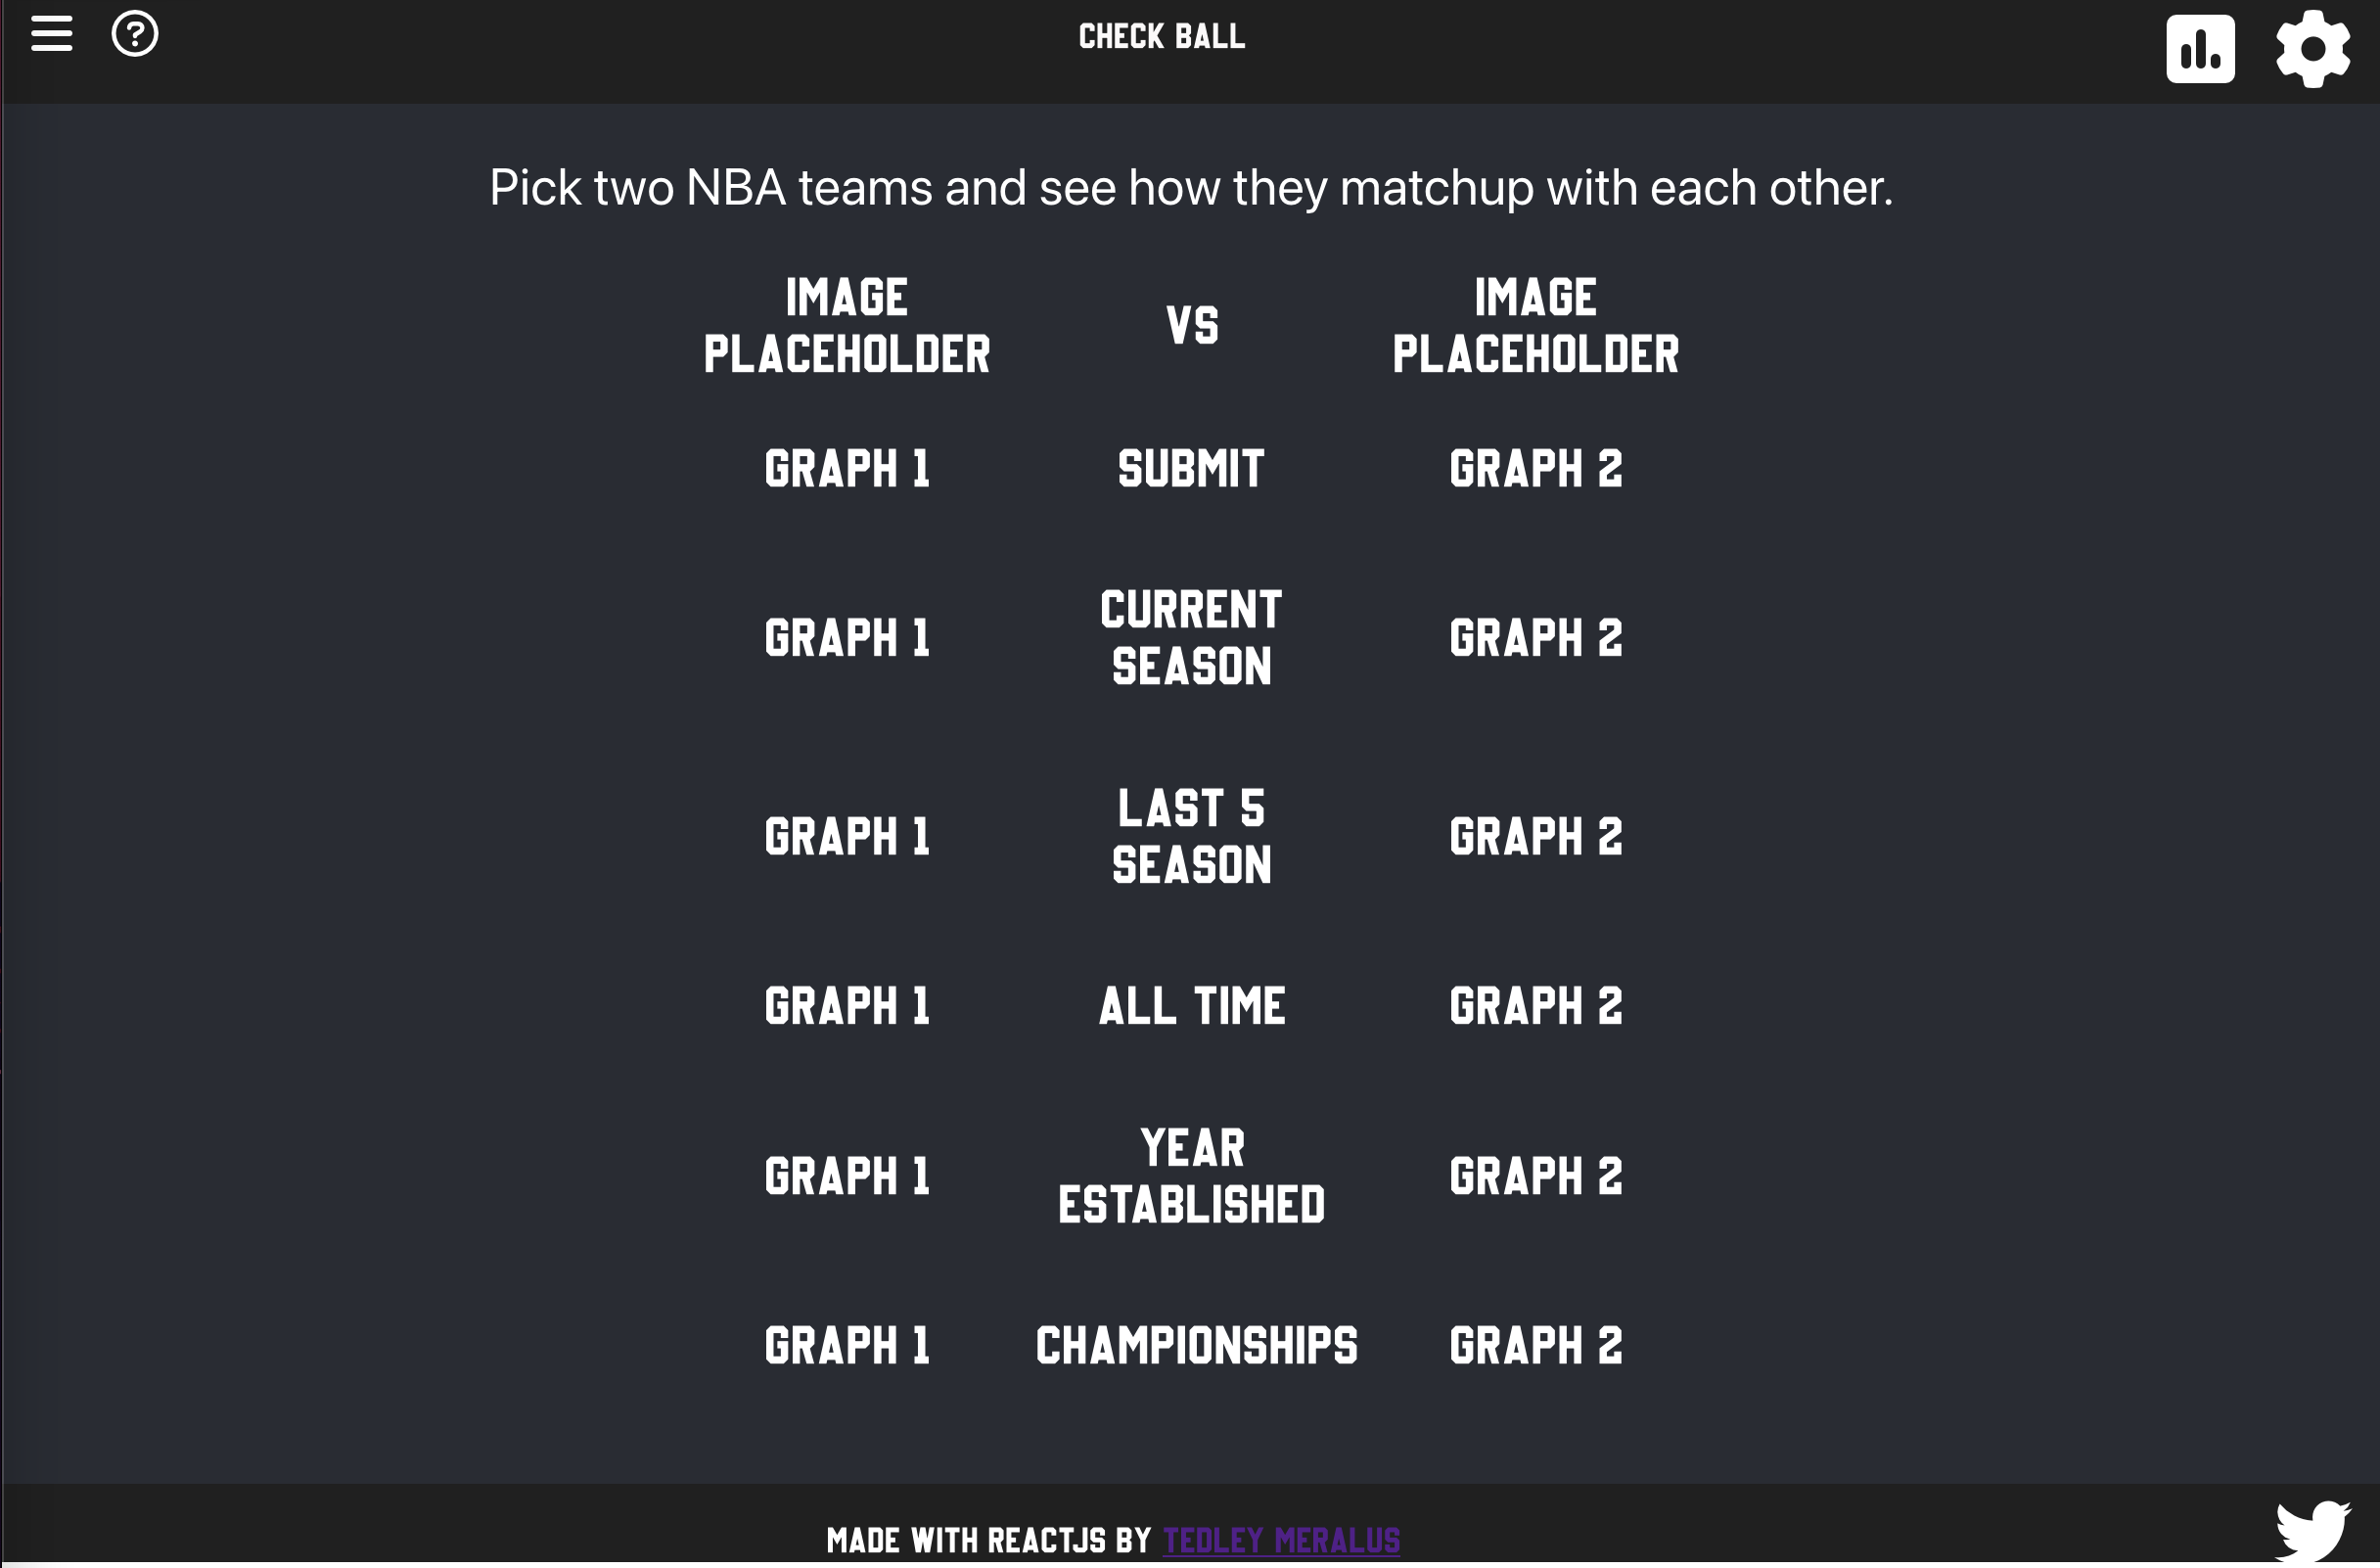 CHECK BALL
Pick two NBA teams and see how they matchup with each other.
IMAGE
PLACEHOLDER
VS
IMAGE
PLACEHOLDER
GRAPH 1
SUBMIT
GRAPH 2
GRAPH 1
CURRENT
SEASON
GRAPH 2
GRAPH 1
LAST 5
SEASON
GRAPH 2
GRAPH 1
ALL TIME
GRAPH 2
GRAPH 1
YEAR
ESTABLISHED
GRAPH 2
GRAPH 1
CHAMPIONSHIPS
GRAPH 2
MADE WITH REACTJS BY TEDLEY MERALUS